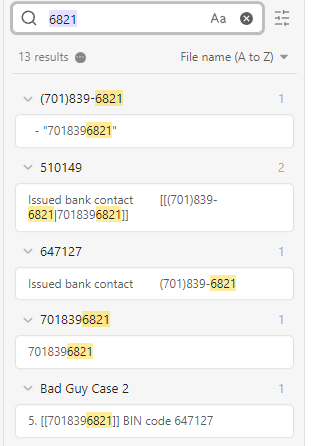 6821 Aa
13 results File name (A to Z)
(701)839-6821 1
- "7018396821"
510149 2
Issued bank contact [[(701)839-
6821|7018396821]]
647127 1
Issued bank contact (701)839-6821
7018396821 1
7018396821
Bad Guy Case 2 1
5. [[7018396821]] BIN code 647127